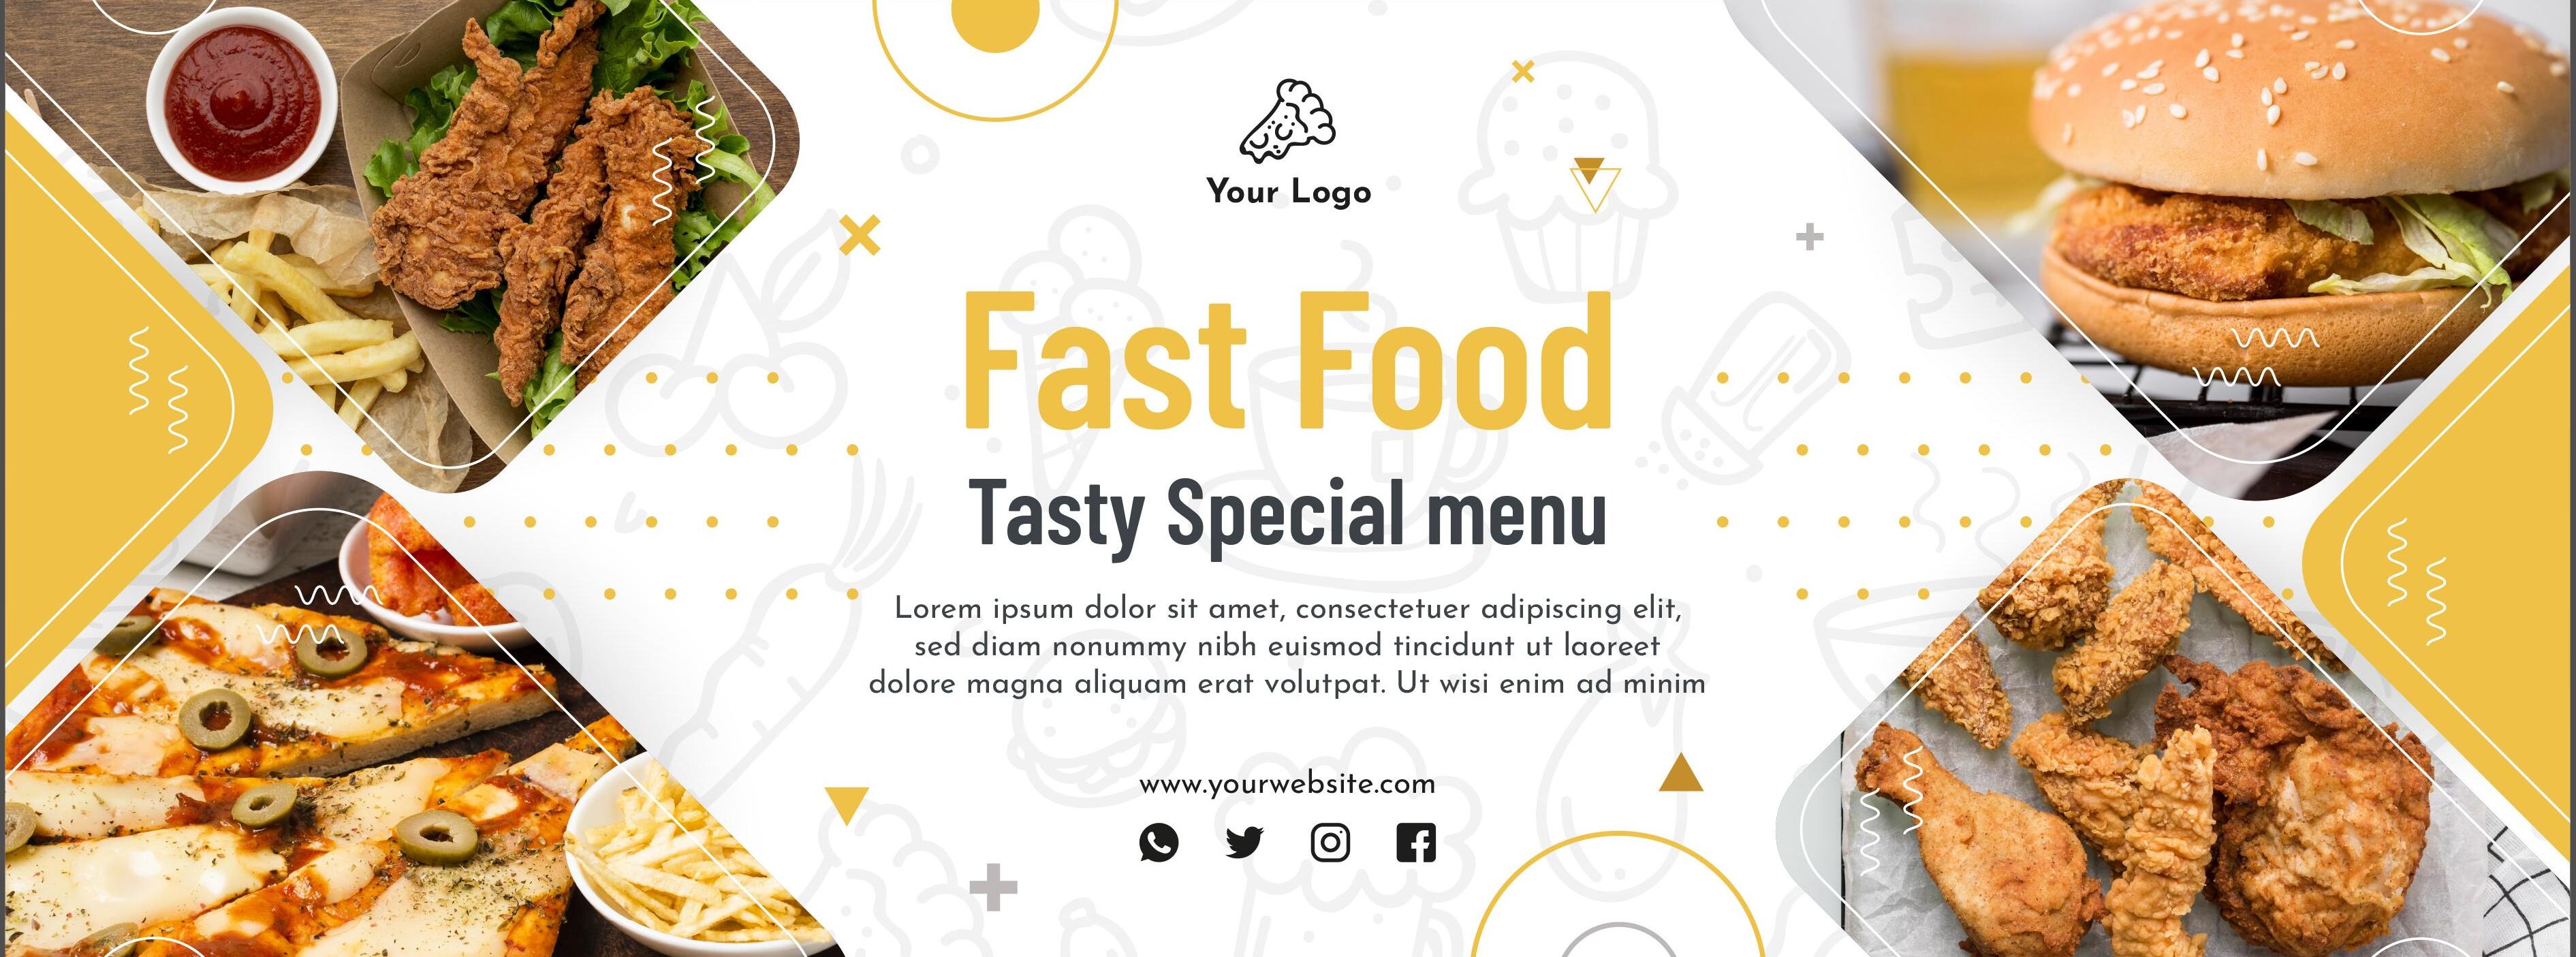 Your Logo
Fast Food
Tasty Special menu
Lorem ipsum dolor sit amet, consectetuer adipiscing elit,
sed diam nonummy nibh euismod tincidunt ut laoreet
dolore magna aliquam erat volutpat. Ut wisi enim ad minim
www.yourwebsite.com